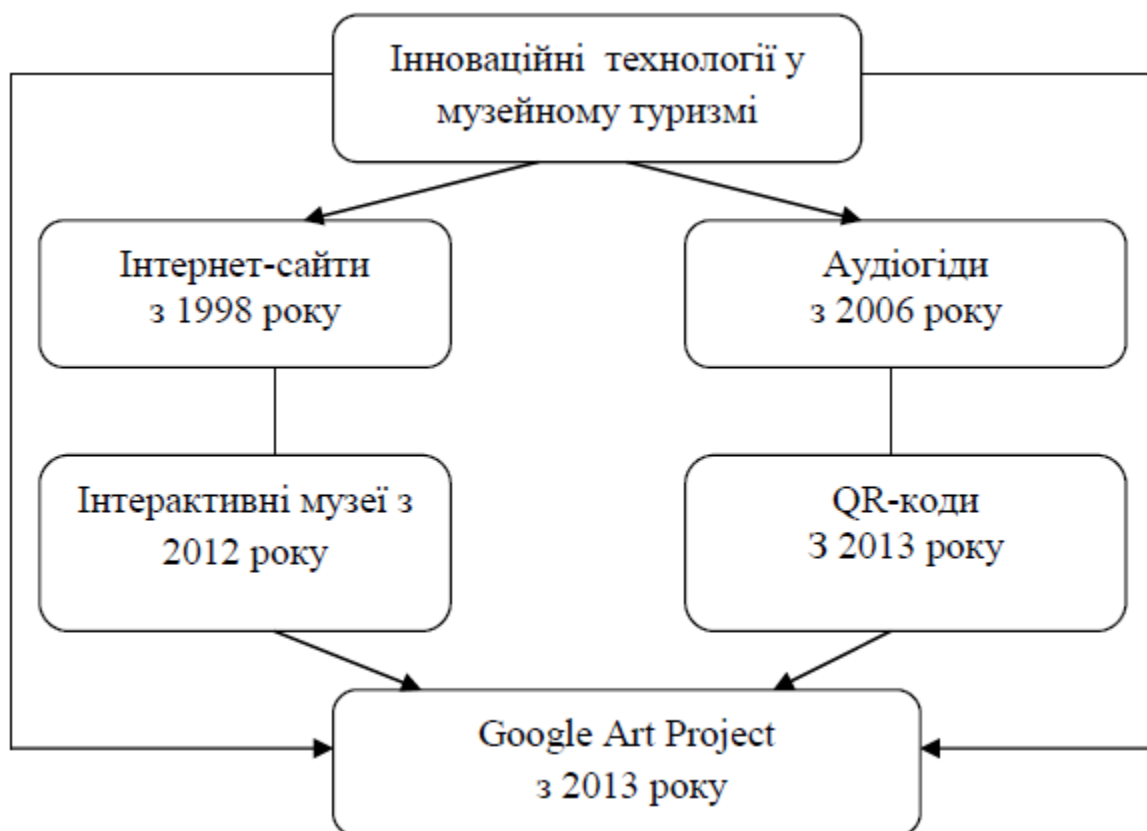 Інноваційні технології у
музейному туризмі
Інтернет-сайти
з 1998 року
Аудіогіди
з 2006 року
Інтерактивні музеї з
2012 року
QR-коди
З 2013 року
Google Art Project
з 2013 року